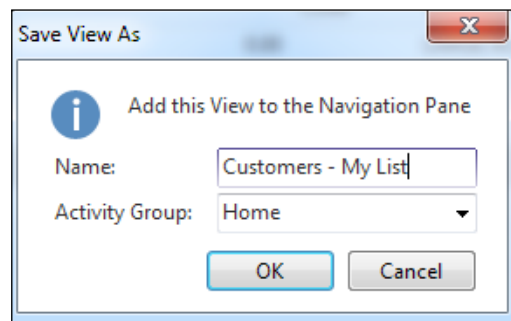 Save View As
Add this View to the Navigation Pane
Name: Customers - My List
Activity Group: Home
OK Cancel